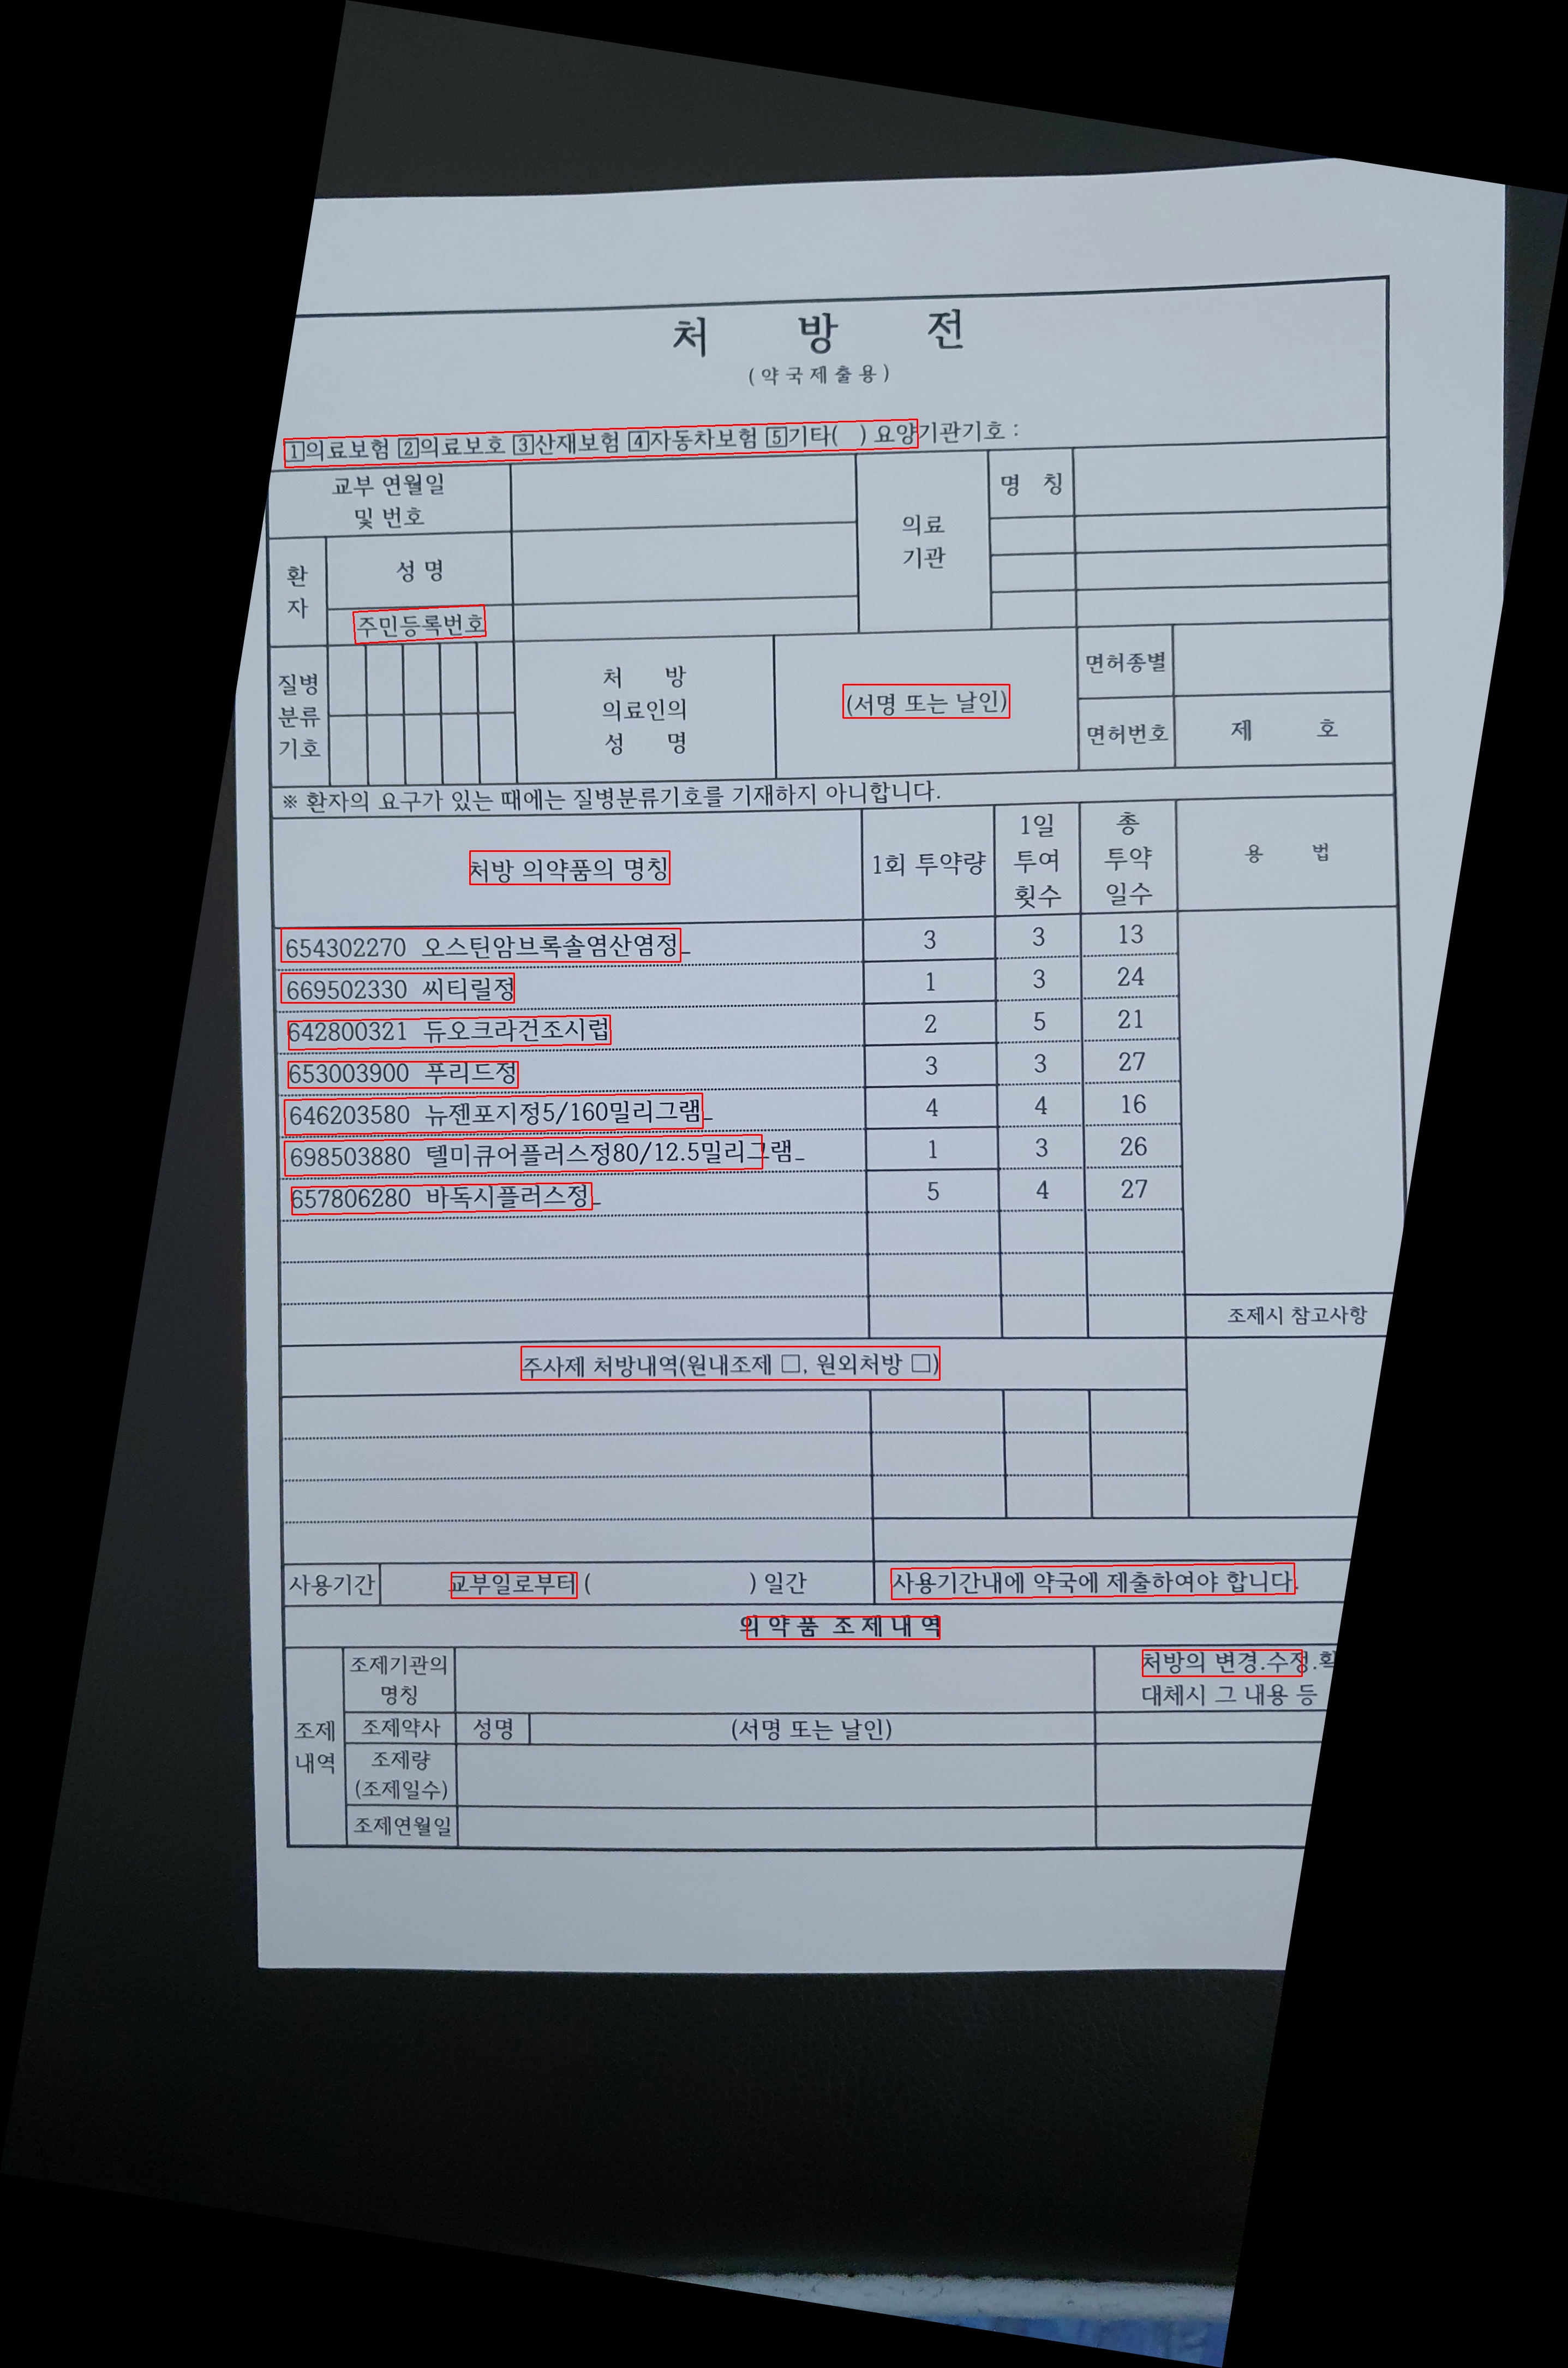 처 방 전
(약국제출용)
1의료보험 2의료보호 3산재보험 4자동차보험 5기타( ) 요양기관기호 :
교부 연월일
및 번호
의료
기관
명 칭
환
자
성 명
주민등록번호
질병
분류
기호
처 방
의료인의
성 명
(서명 또는 날인)
면허종별
면허번호
제 호
※ 환자의 요구가 있는 때에는 질병분류기호를 기재하지 아니합니다.
처방 의약품의 명칭
1회 투약량
1일
투여
횟수
총
투약
일수
용 법
654302270 오스틴암브록솔염산염정_ 3 3 13
669502330 씨티릴정 1 3 24
642800321 듀오크라건조시럽 2 5 21
653003900 푸리드정 3 3 27
646203580 뉴젠포지정5/160밀리그램_ 4 4 16
698503880 텔미큐어플러스정80/12.5밀리그램_ 1 3 26
657806280 바독시플러스정_ 5 4 27
조제시 참고사항
주사제 처방내역(원내조제 □, 원외처방 □)
사용기간 교부일로부터 ( ) 일간 사용기간내에 약국에 제출하여야 합니다.
의 약 품 조 제 내 역
조제
내역
조제기관의
명칭
처방의 변경.수정.확
대체시 그 내용 등
조제약사 성명 (서명 또는 날인)
조제량
(조제일수)
조제연월일